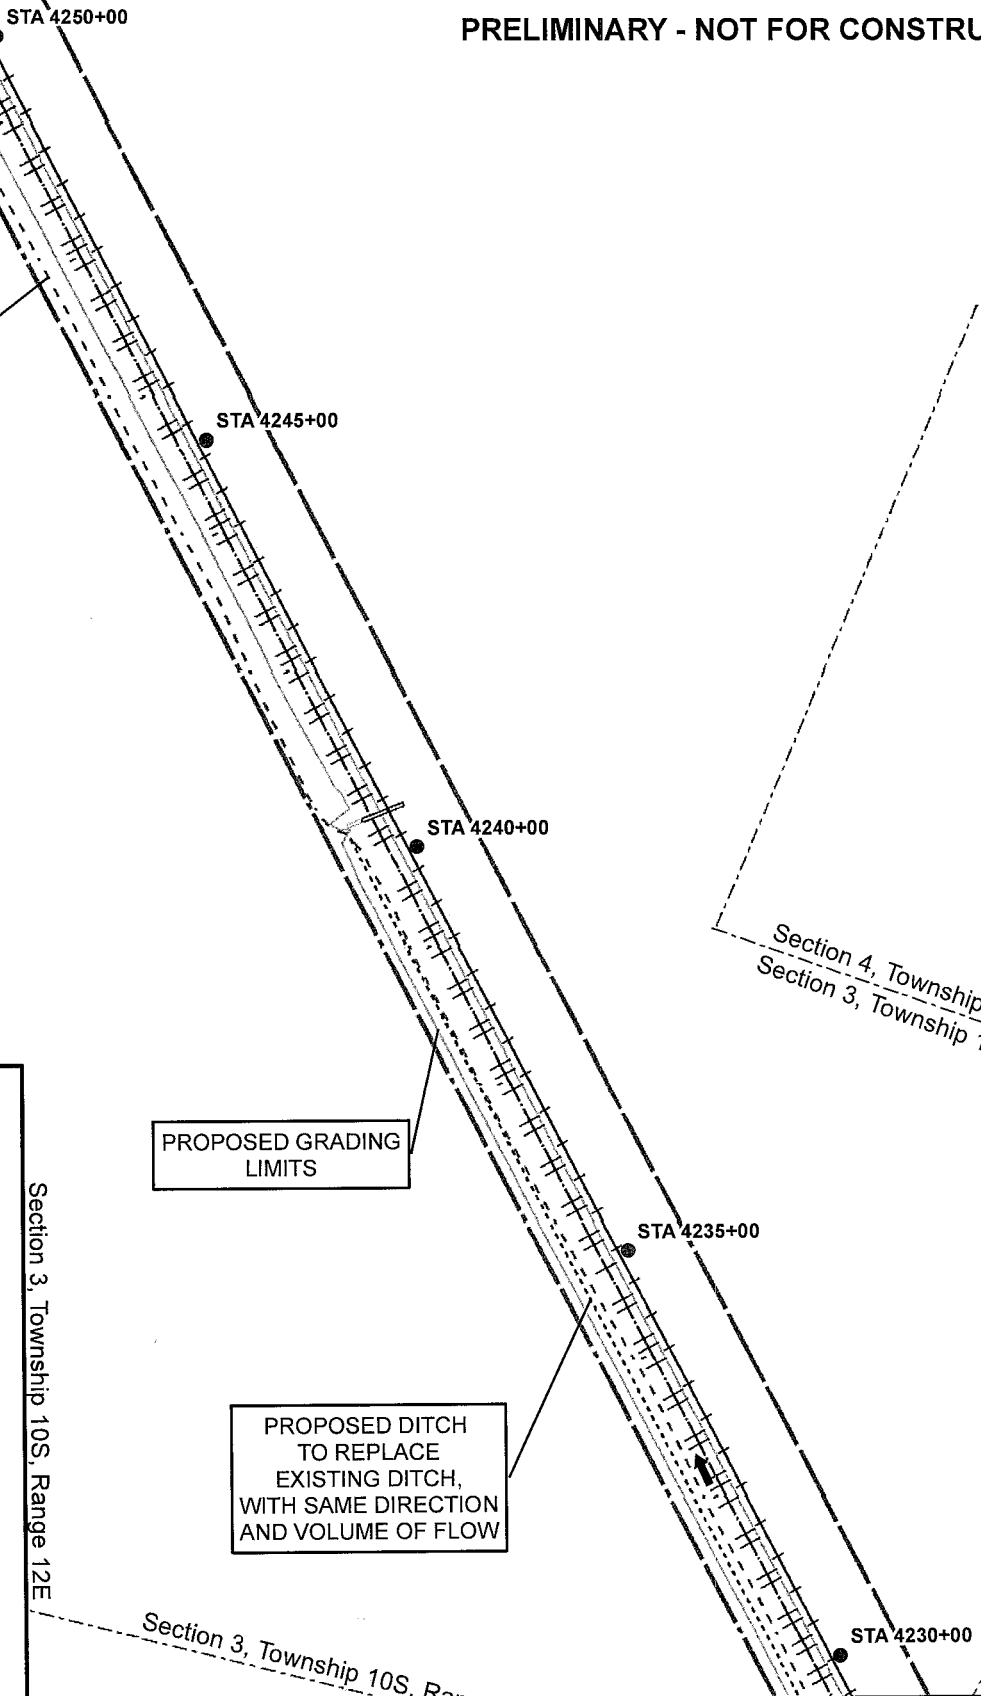 STA 4250+00
PRELIMINARY - NOT FOR
STA 4245+00
STA 4240+00
Section 4, Township
Section 3, Township
PROPOSED GRADING
LIMITS
Section 3, Township 10S, Range 12E
STA 4235+00
PROPOSED DITCH
TO REPLACE
EXISTING DITCH,
WITH SAME DIRECTION
AND VOLUME OF FLOW
Section 3, Township 10S,
STA 4230+00